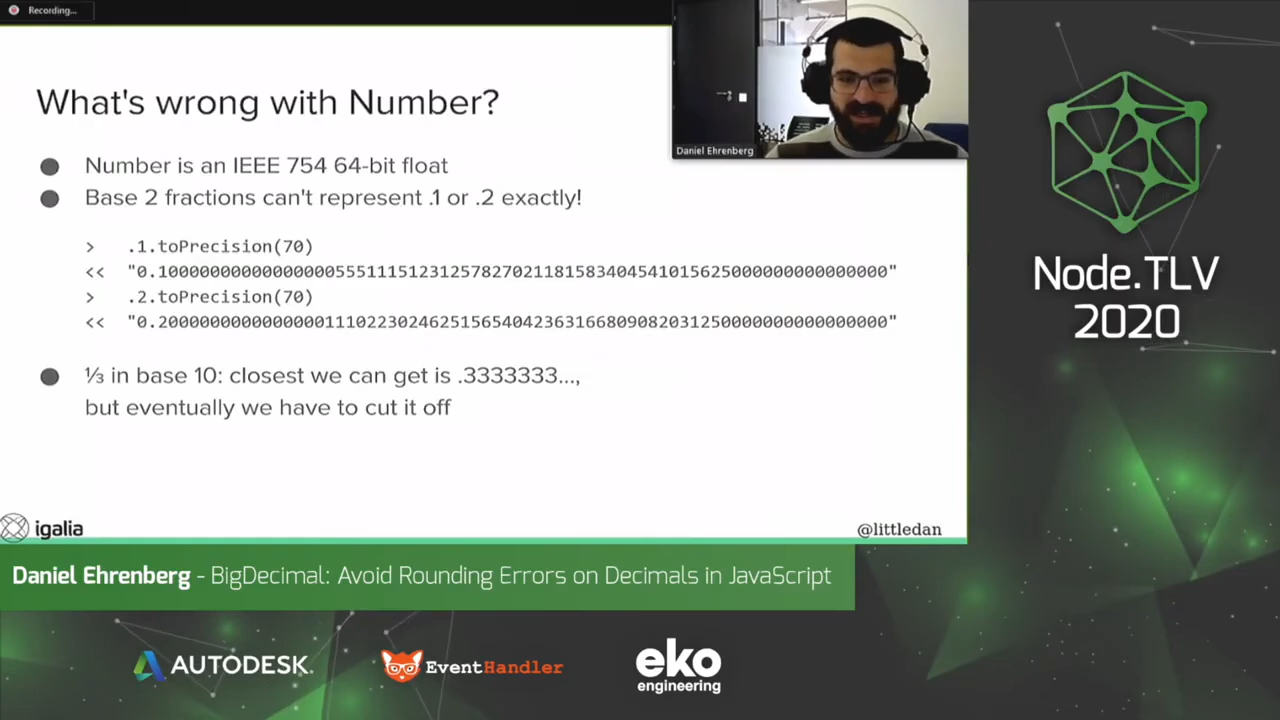 Recording...
What's wrong with Number?
Daniel Ehrenberg
● Number is an IEEE 754 64-bit float
● Base 2 fractions can't represent .1 or .2 exactly!
> .1.toPrecision(70)
<< "0.1000000000000000055511151231257827021181583404541015625000000000000000"
> .2.toPrecision(70)
<< "0.2000000000000000111022302462515654042363166809082031250000000000000000"
● ⅓ in base 10: closest we can get is .3333333...,
but eventually we have to cut it off
igalia
@littledan
Node.TLV
2020
Daniel Ehrenberg - BigDecimal: Avoid Rounding Errors on Decimals in JavaScript
AUTODESK.
EventHandler
eko
engineering